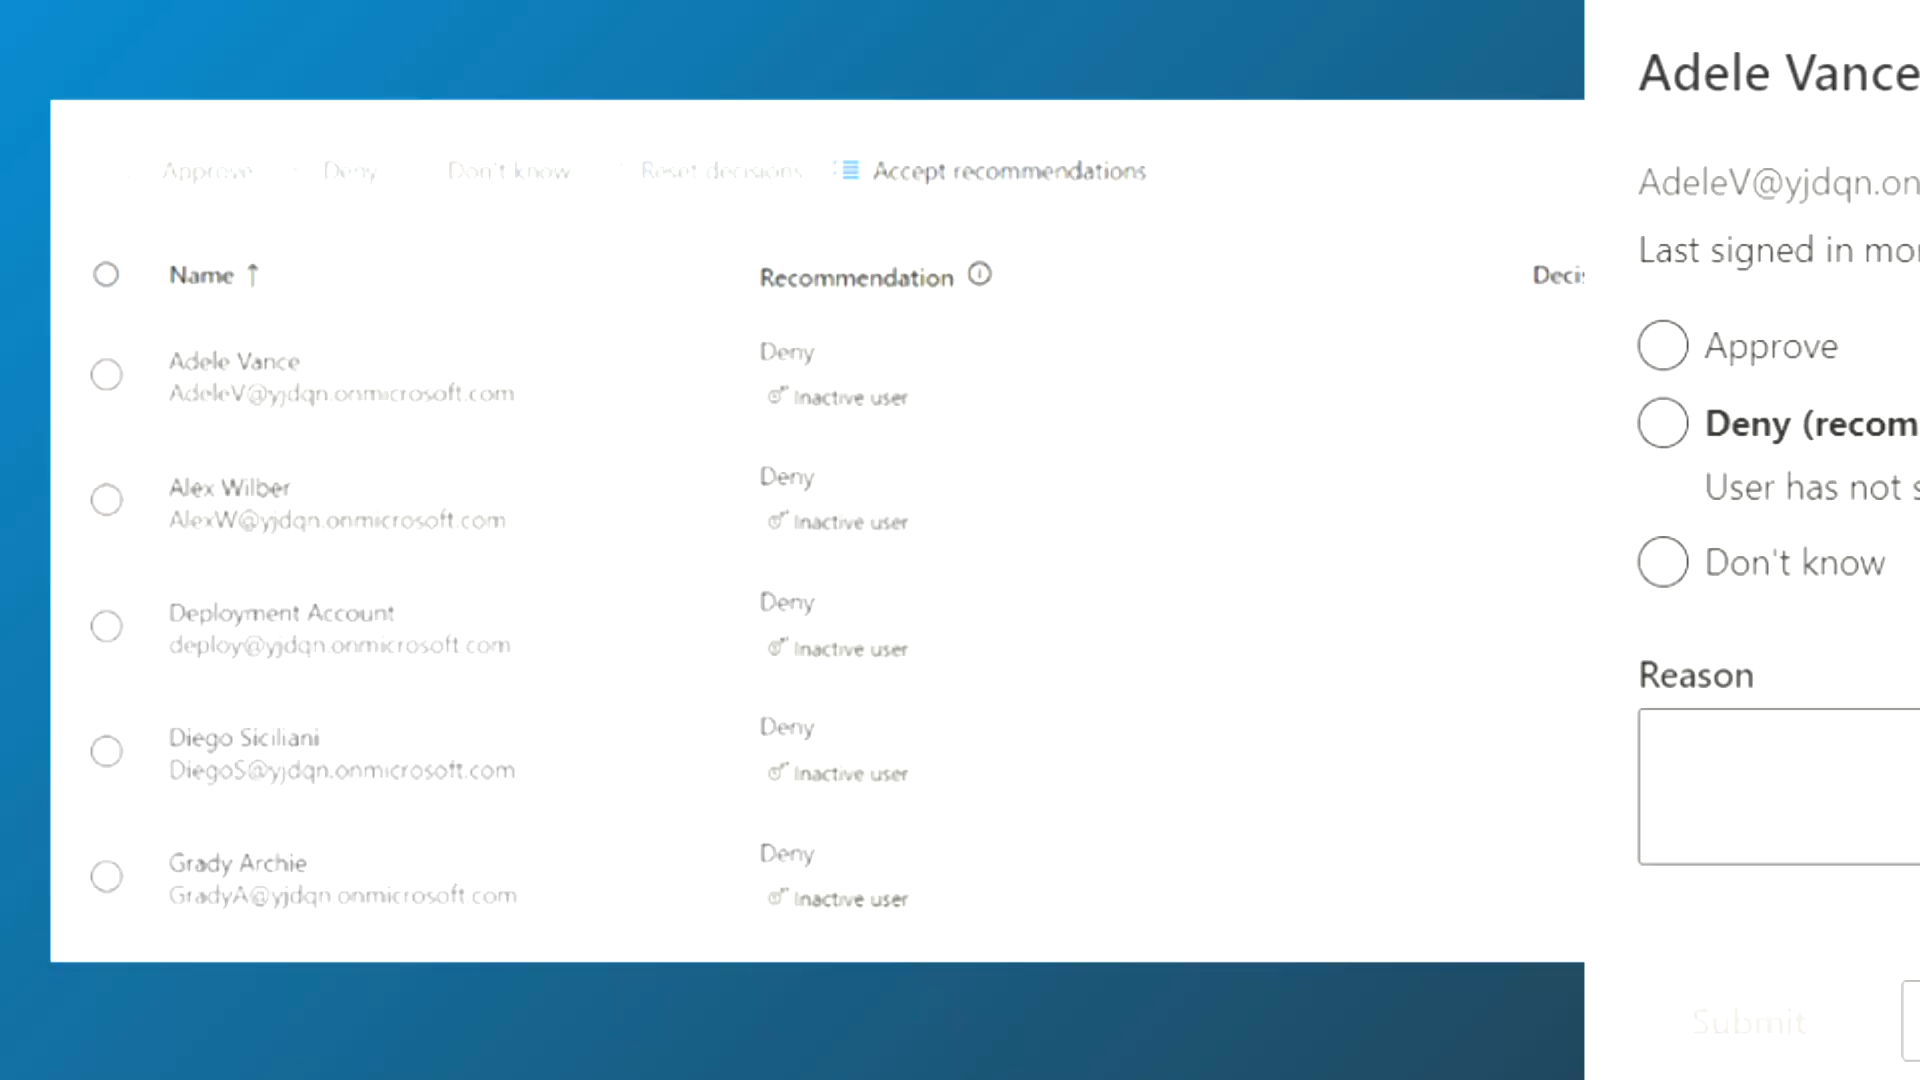 Approve Deny Don't know Reset decisions Accept recommendations
Name ↑ Recommendation
Adele Vance
AdeleV@yjdqn.onmicrosoft.com
Deny
Inactive user
Alex Wilber
AlexW@yjdqn.onmicrosoft.com
Deny
Inactive user
Deployment Account
deploy@yjdqn.onmicrosoft.com
Deny
Inactive user
Diego Siciliani
DiegoS@yjdqn.onmicrosoft.com
Deny
Inactive user
Grady Archie
GradyA@yjdqn.onmicrosoft.com
Deny
Inactive user
Adele Vance
AdeleV@yjdqn.on
Last signed in
Approve
Deny (recom
User has not
Don't know
Reason
Submit